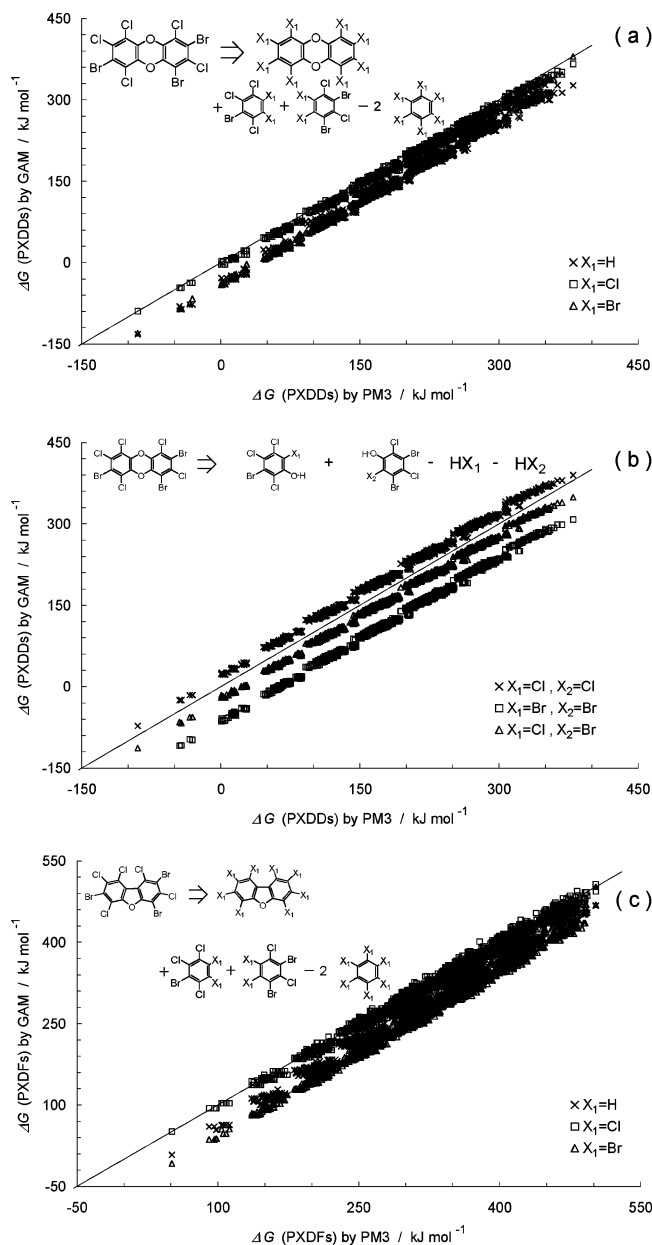 ( a )
ΔG (PXDDs) by GAM / kJ mol⁻¹
450
300
150
0
-150
Cl Cl O Cl Br
Br Cl O Br Cl
⇒
X₁ X₁ O X₁ X₁
X₁ X₁ O X₁ X₁
+ Cl Cl X₁ Br X₁ Cl + X₁ Cl Br X₁ Cl Br − 2 X₁ X₁ X₁ X₁ X₁ X₁
× X₁=H
□ X₁=Cl
△ X₁=Br
-150 0 150 300 450
ΔG (PXDDs) by PM3 / kJ mol⁻¹
( b )
ΔG (PXDDs) by GAM / kJ mol⁻¹
450
300
150
0
-150
Cl Cl O Cl Br
Br Cl O Br Cl
⇒ Cl Cl X₁ Br OH Cl + HO Cl Br X₂ Cl Br - HX₁ - HX₂
× X₁=Cl , X₂=Cl
□ X₁=Br , X₂=Br
△ X₁=Cl , X₂=Br
-150 0 150 300 450
ΔG (PXDDs) by PM3 / kJ mol⁻¹
( c )
ΔG (PXDFs) by GAM / kJ mol⁻¹
550
400
250
100
-50
Cl Cl Cl Br
Br Cl O Br Cl
⇒
X₁ X₁ X₁ X₁
X₁ X₁ O X₁ X₁
+ Cl Cl X₁ Br X₁ Cl + X₁ Cl Br X₁ Cl Br − 2 X₁ X₁ X₁ X₁ X₁ X₁
× X₁=H
□ X₁=Cl
△ X₁=Br
-50 100 250 400 550
ΔG (PXDFs) by PM3 / kJ mol⁻¹